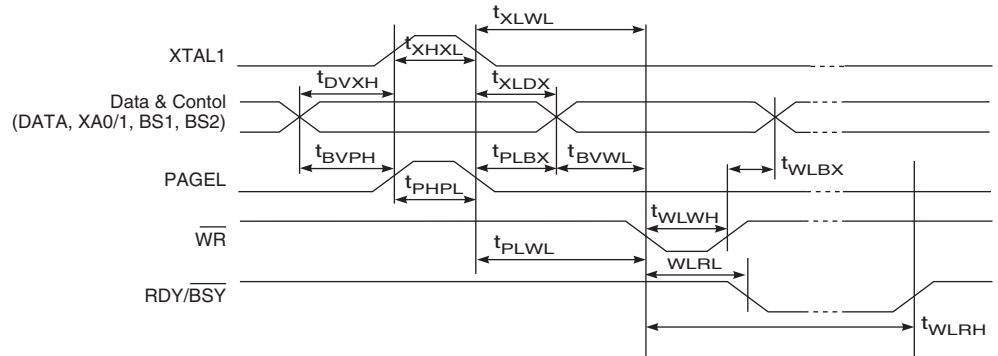 tXLWL
XTAL1
tXHXL
tDVXH
tXLDX
Data & Contol
(DATA, XA0/1, BS1, BS2)
tBVPH
tPLBX
tBVWL
tWLBX
PAGEL
tPHPL
tWLWH
WR
tPLWL
WLRL
RDY/BSY
tWLRH